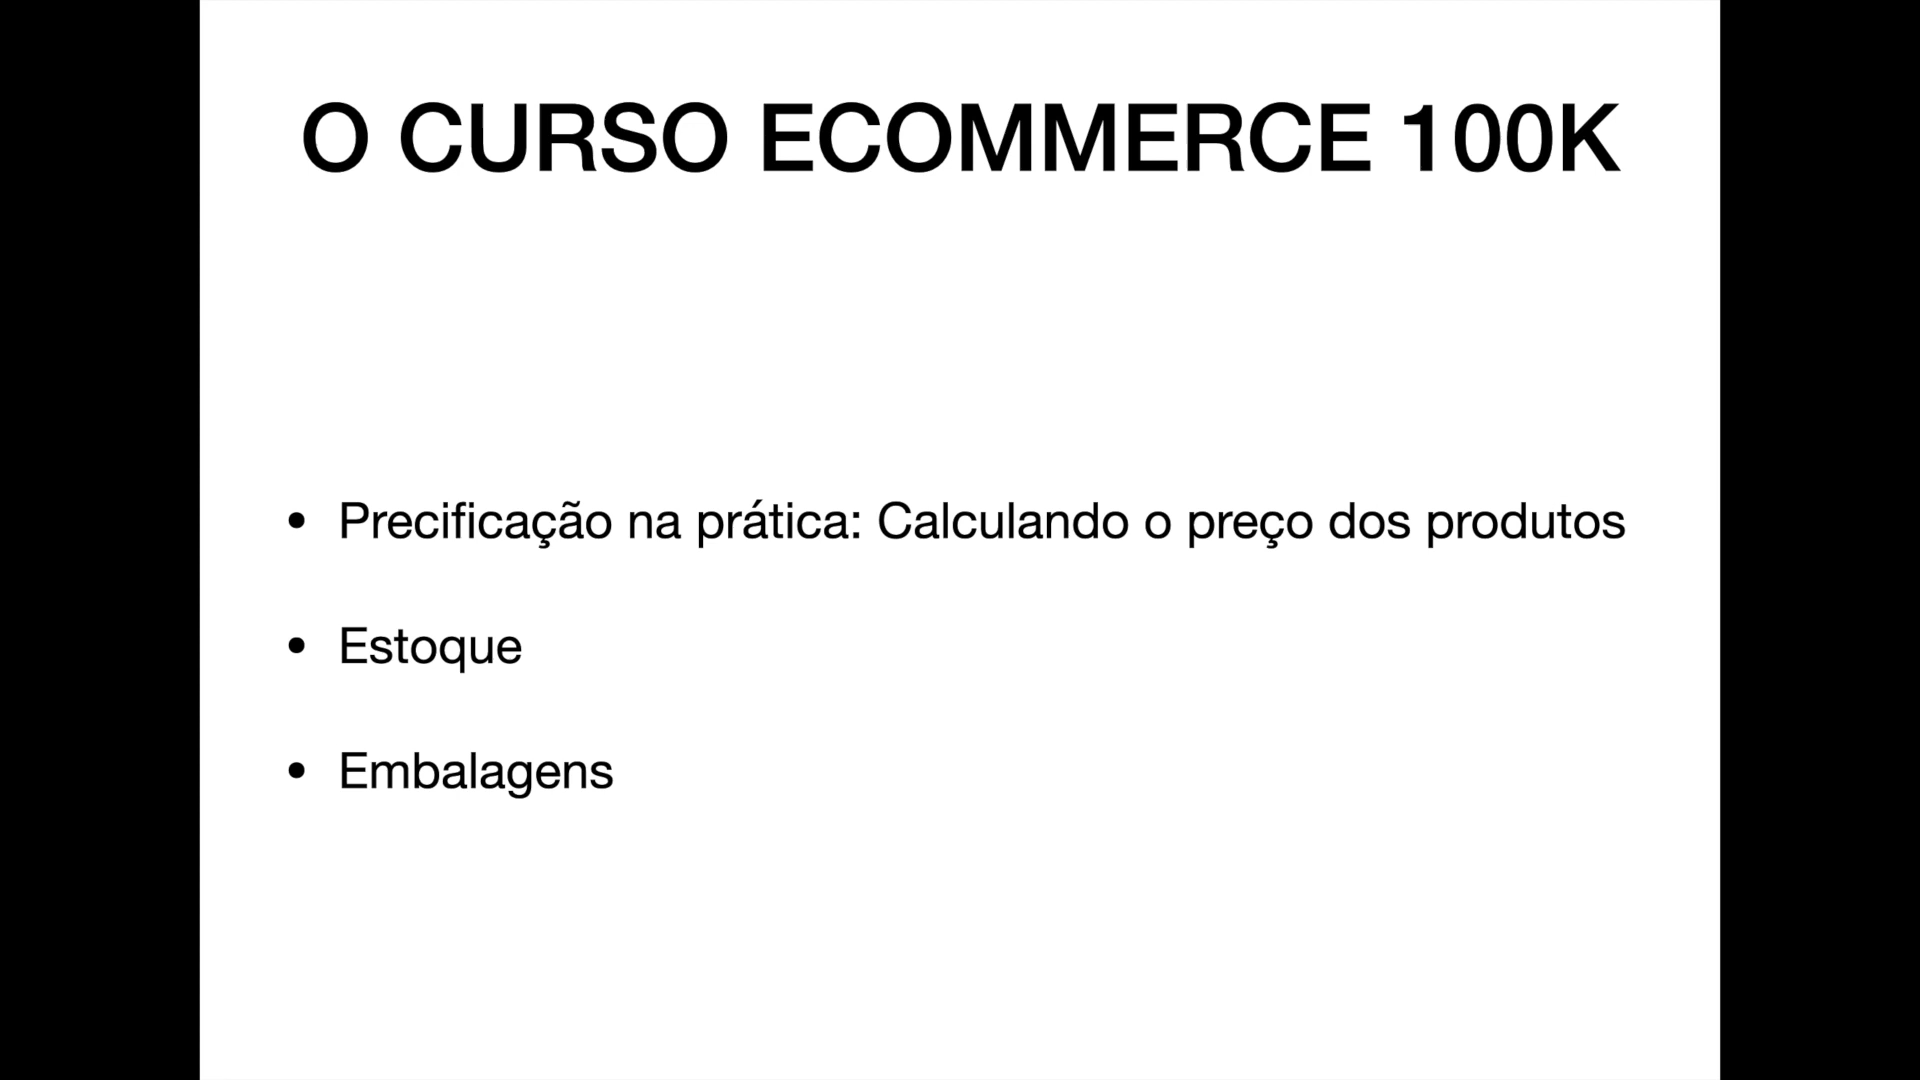 O CURSO ECOMMERCE 100K
• Precificação na prática: Calculando o preço dos produtos
• Estoque
• Embalagens